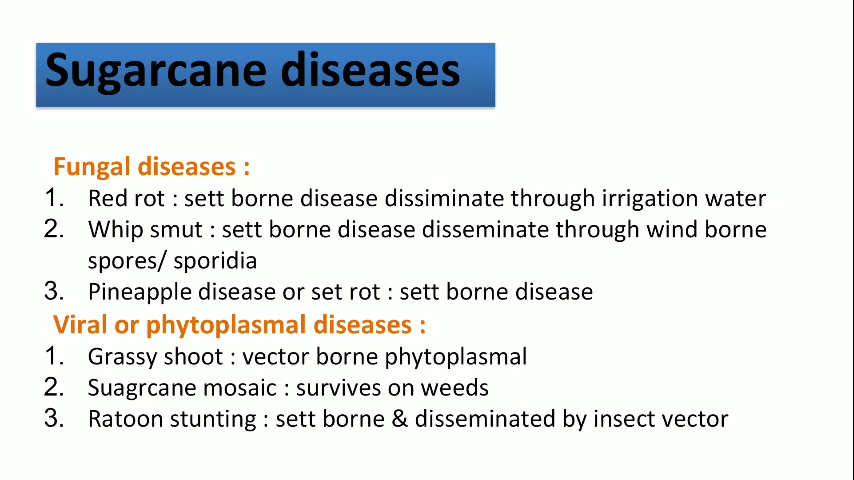 Sugarcane diseases
Fungal diseases :
1. Red rot : sett borne disease dissiminate through irrigation water
2. Whip smut : sett borne disease disseminate through wind borne
spores/ sporidia
3. Pineapple disease or set rot : sett borne disease
Viral or phytoplasmal diseases :
1. Grassy shoot : vector borne phytoplasmal
2. Suagrcane mosaic : survives on weeds
3. Ratoon stunting : sett borne & disseminated by insect vector